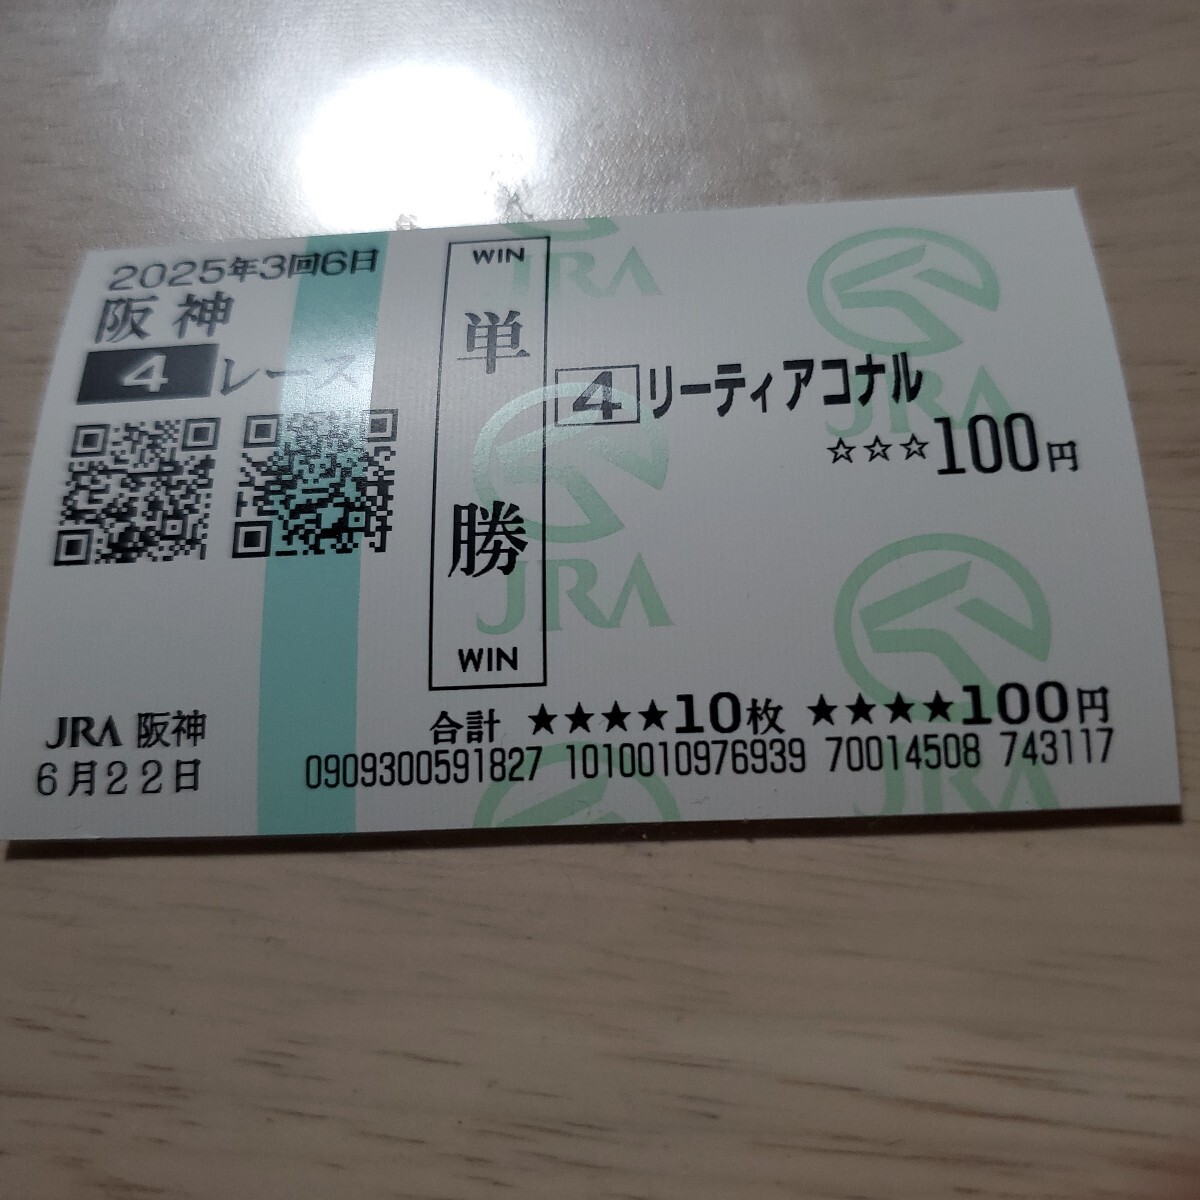 2025年3回6日
阪神
4レース
WIN
単勝
WIN
4 リーティアコナル
☆☆☆100円
合計 ★★★★10枚 ★★★★100円
JRA 阪神
6月22日
0909300591827 1010010976939 70014508 743117
JRA
JRA
JRA
JRA